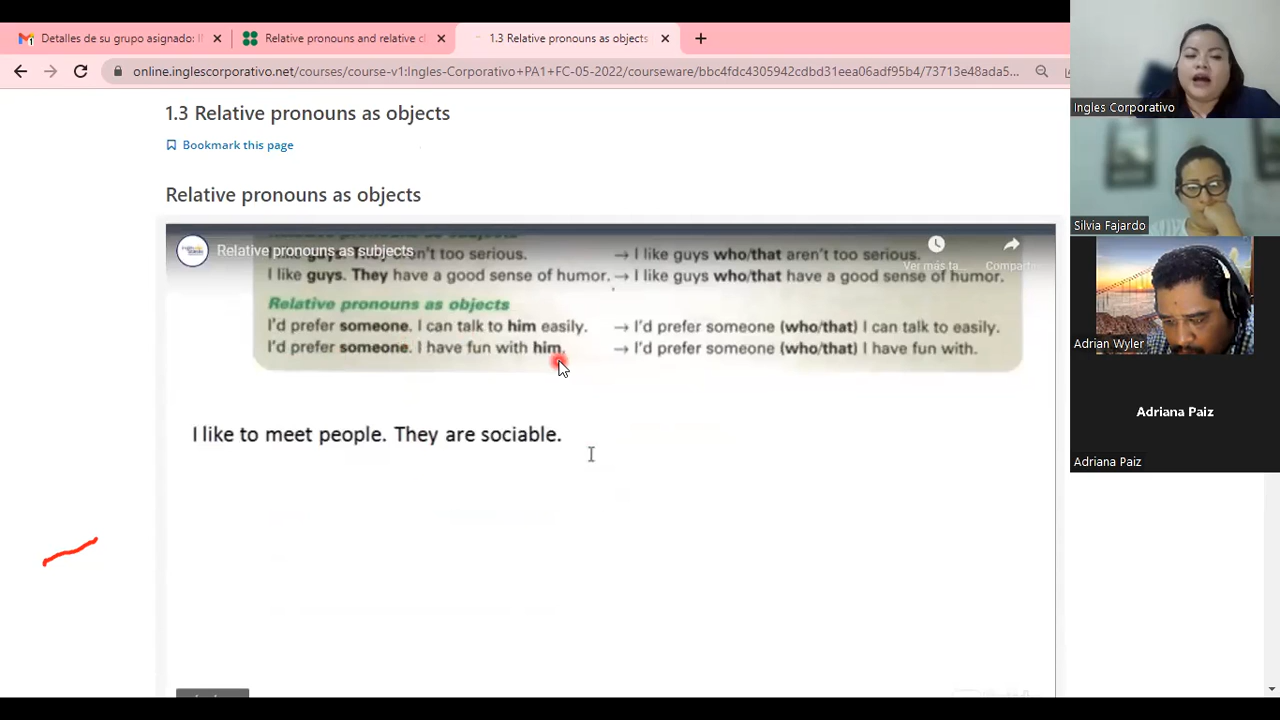 Detalles de su grupo asignado: I
Relative pronouns and relative cl
1.3 Relative pronouns as objects
online.inglescorporativo.net/courses/course-v1:Ingles-Corporativo+PA1+FC-05-2022/courseware/bbc4fdc4305942cdbd31eea06adf95b4/73713e48ada5...
1.3 Relative pronouns as objects
Bookmark this page
Relative pronouns as objects
Relative pronouns as subjects
Ver más ta...
I like guys who/that aren't too serious.
I like guys. They have a good sense of humor. → I like guys who/that have a good sense of humor.
Relative pronouns as objects
I'd prefer someone. I can talk to him easily. → I'd prefer someone (who/that) I can talk to easily.
I'd prefer someone. I have fun with him. → I'd prefer someone (who/that) I have fun with.
I like to meet people. They are sociable.
Ingles Corporativo
Silvia Fajardo
Adrian Wyler
Adriana Paiz
Adriana Paiz